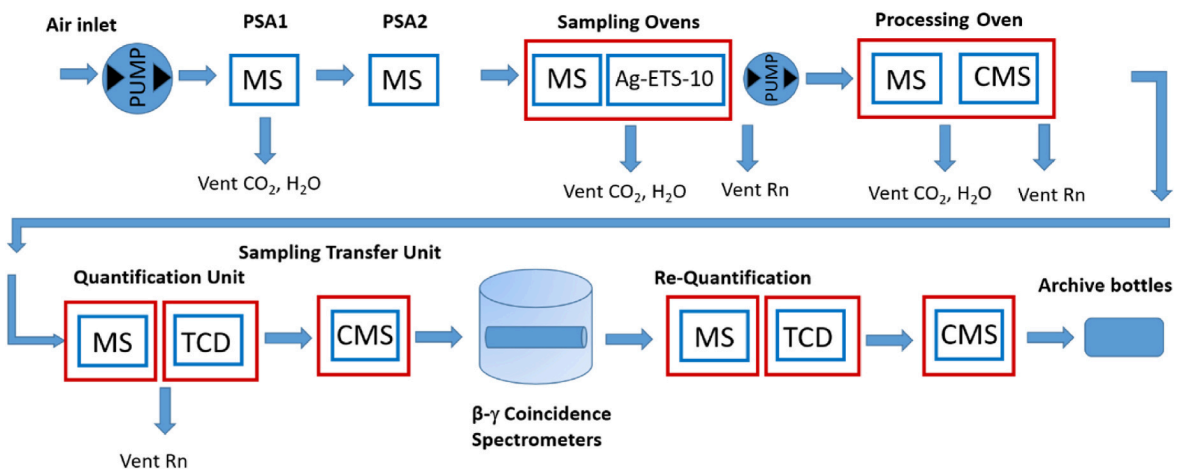 Air inlet
PSA1
PSA2
Sampling Ovens
Processing Oven
PUMP
MS
MS
MS
Ag-ETS-10
PUMP
MS
CMS
Vent CO₂, H₂O
Vent CO₂, H₂O
Vent Rn
Vent CO₂, H₂O
Vent Rn
Sampling Transfer Unit
Quantification Unit
Re-Quantification
Archive bottles
MS
TCD
CMS
MS
TCD
CMS
β-γ Coincidence
Spectrometers
Vent Rn